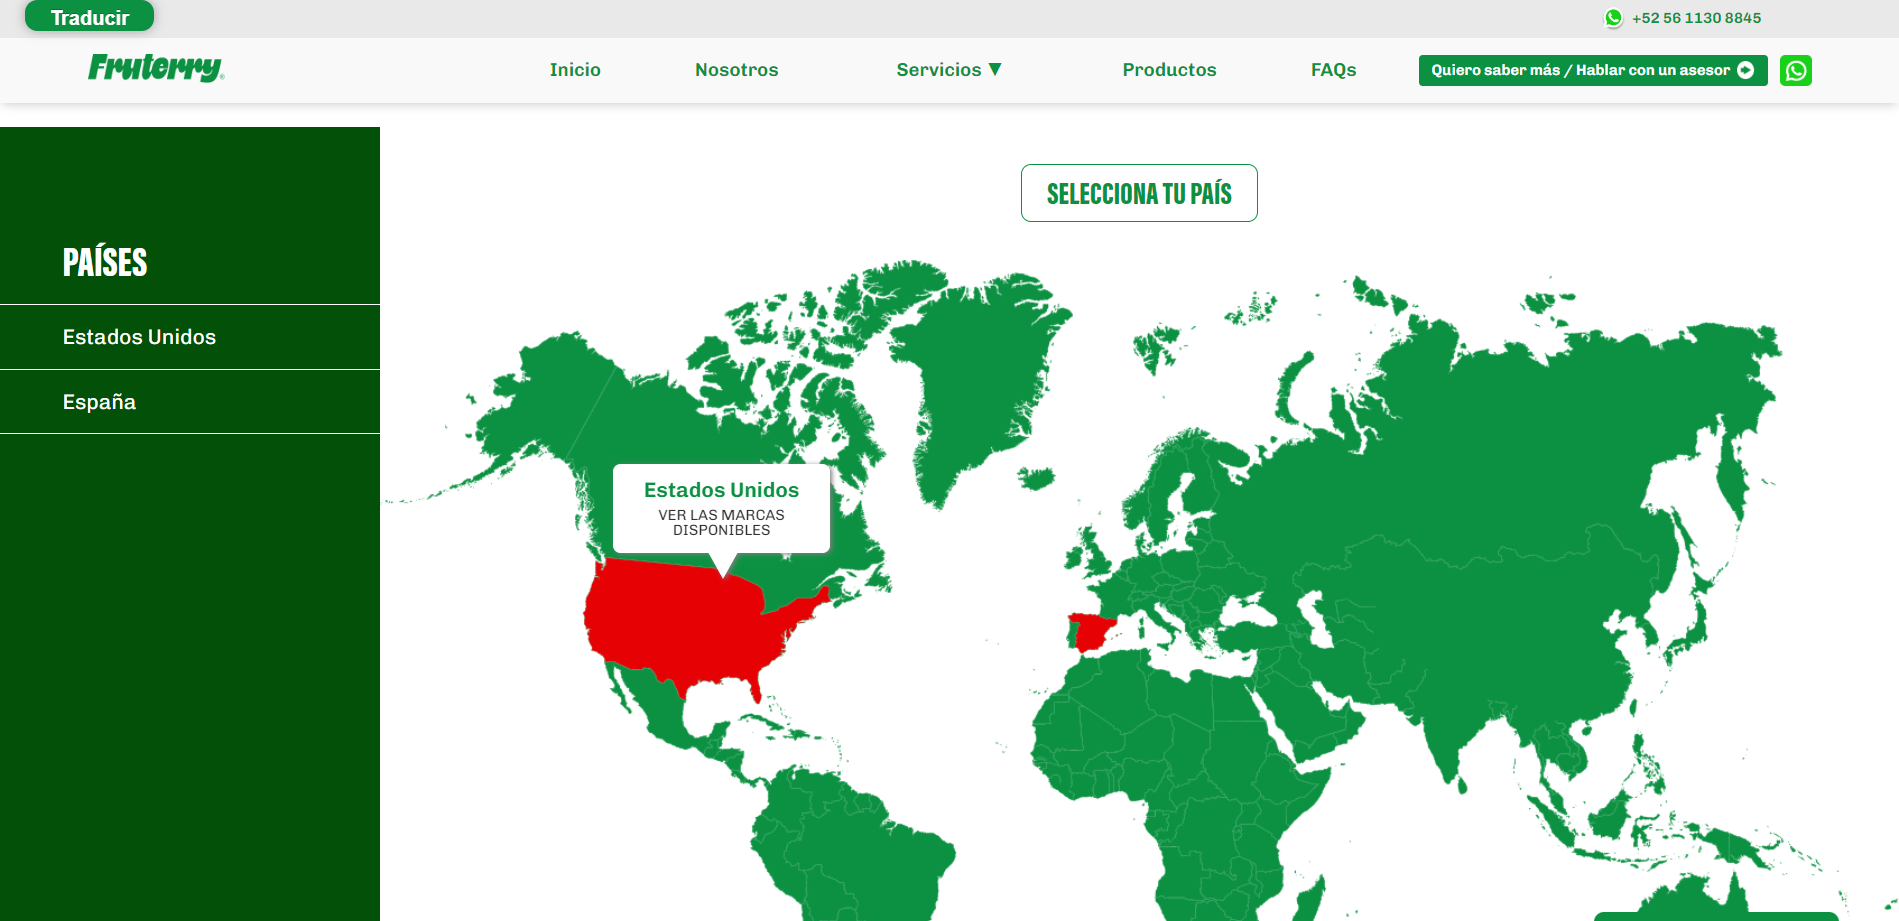 Traducir
+52 56 1130 8845
Fruterry®
Inicio
Nosotros
Servicios ▼
Productos
FAQs
Quiero saber más / Hablar con un asesor
SELECCIONA TU PAÍS
PAÍSES
Estados Unidos
España
Estados Unidos
VER LAS MARCAS
DISPONIBLES